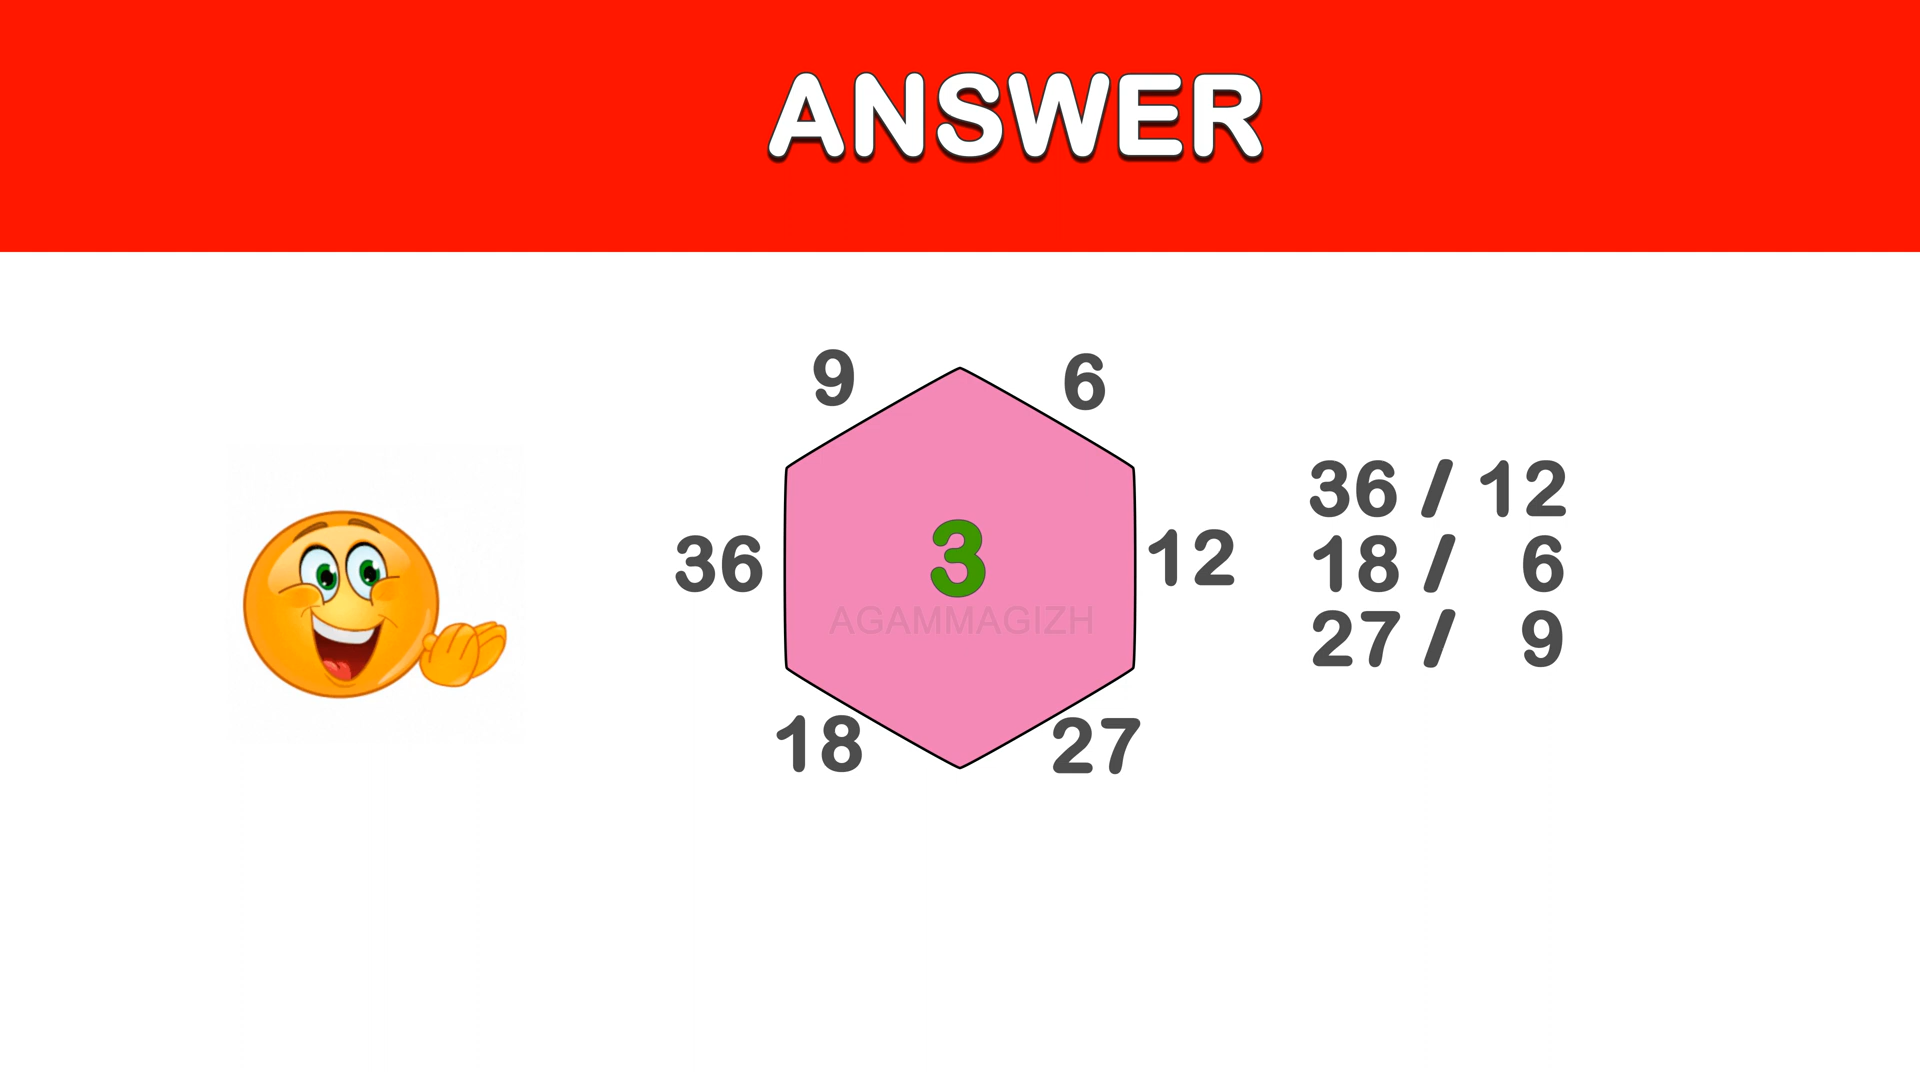 ANSWER
9 6
36 3 12
AGAMMAGIZH
18 27
36 / 12
18 / 6
27 / 9